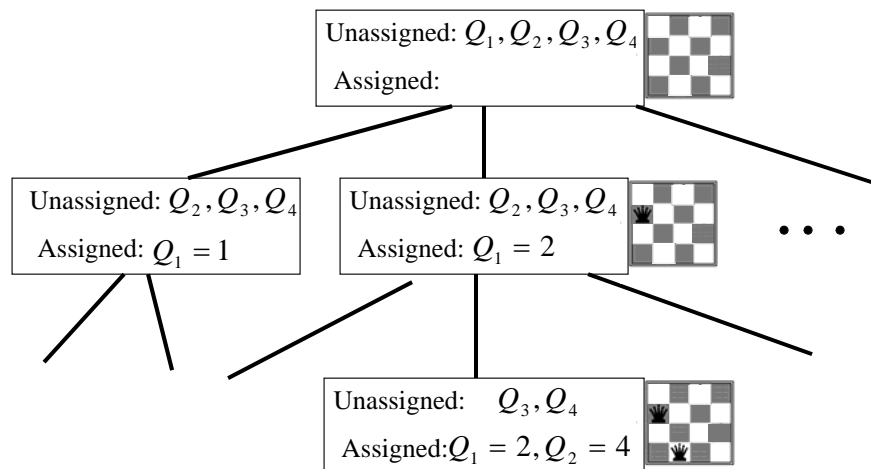 Unassigned: Q₁, Q₂, Q₃, Q₄
Assigned:
Unassigned: Q₂, Q₃, Q₄
Assigned: Q₁ = 1
Unassigned: Q₂, Q₃, Q₄
Assigned: Q₁ = 2
• • •
Unassigned: Q₃, Q₄
Assigned:Q₁ = 2, Q₂ = 4